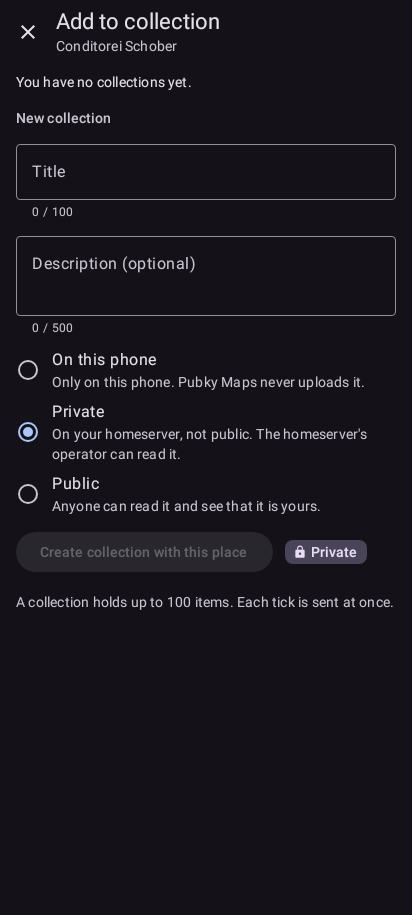 Add to collection
Conditorei Schober
You have no collections yet.
New collection
Title
0 / 100
Description (optional)
0 / 500
On this phone
Only on this phone. Pubky Maps never uploads it.
Private
On your homeserver, not public. The homeserver's
operator can read it.
Public
Anyone can read it and see that it is yours.
Create collection with this place
Private
A collection holds up to 100 items. Each tick is sent at once.